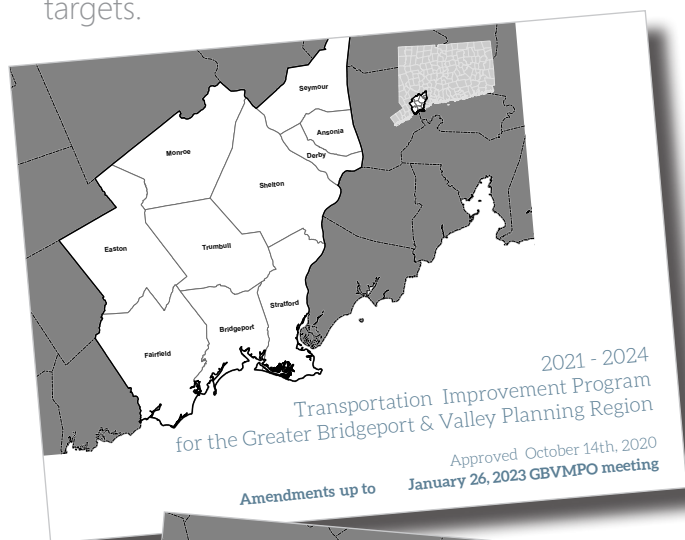 targets.
Seymour
Ansonia
Derby
Monroe
Shelton
Easton
Trumbull
Stratford
Bridgeport
Fairfield
2021 - 2024
Transportation Improvement Program
for the Greater Bridgeport & Valley Planning Region
Approved October 14th, 2020
Amendments up to January 26, 2023 GBVMPO meeting